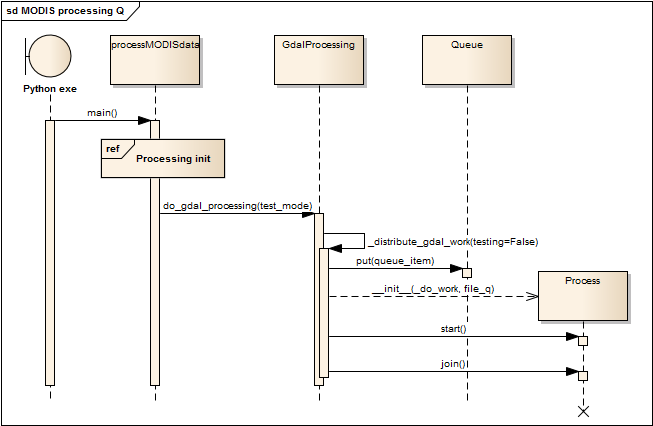 sd MODIS processing Q
processMODISdata
GdalProcessing
Queue
Python exe
main()
ref
Processing init
do_gdal_processing(test_mode)
_distribute_gdal_work(testing=False)
put(queue_item)
Process
__init__(_do_work, file_q)
start()
join()